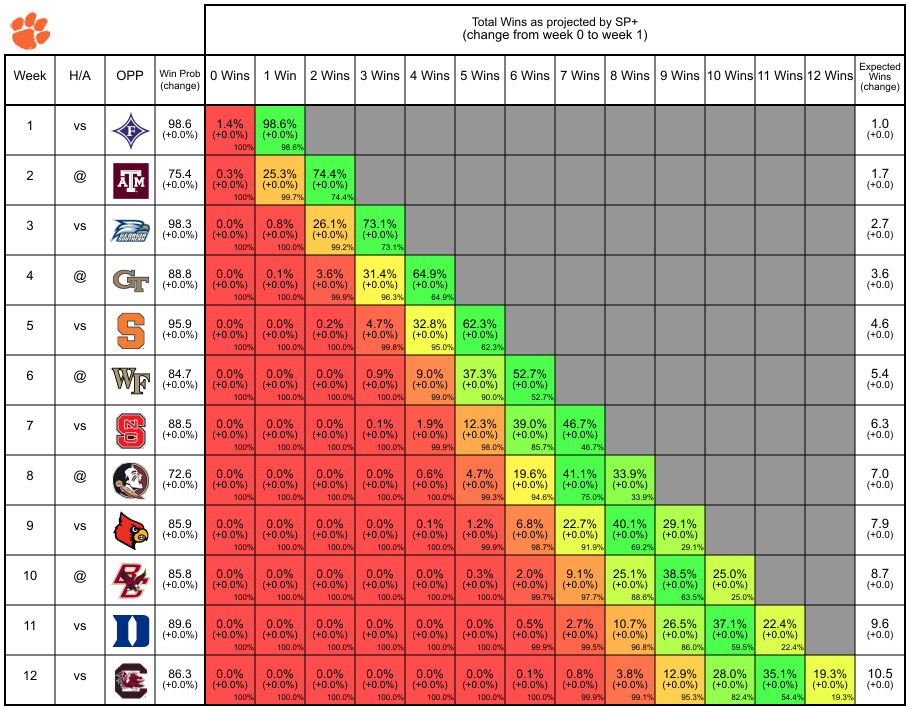 Total Wins as projected by SP+
(change from week 0 to week 1)
Week H/A OPP Win Prob (change) 0 Wins 1 Win 2 Wins 3 Wins 4 Wins 5 Wins 6 Wins 7 Wins 8 Wins 9 Wins 10 Wins 11 Wins 12 Wins Expected Wins (change)
1 vs F 98.6 1.4% 98.6% 1.0
(+0.0%) (+0.0%) (+0.0%) (+0.0)
100% 98.6%
2 @ ATM 75.4 0.3% 25.3% 74.4% 1.7
(+0.0%) (+0.0%) (+0.0%) (+0.0%) (+0.0)
100% 99.7% 74.4%
3 vs 98.3 0.0% 0.8% 26.1% 73.1% 2.7
(+0.0%) (+0.0%) (+0.0%) (+0.0%) (+0.0%) (+0.0)
100% 100.0% 99.2% 73.1%
4 @ GT 88.8 0.0% 0.1% 3.6% 31.4% 64.9% 3.6
(+0.0%) (+0.0%) (+0.0%) (+0.0%) (+0.0%) (+0.0%) (+0.0)
100% 100.0% 99.9% 96.3% 64.9%
5 vs S 95.9 0.0% 0.0% 0.2% 4.7% 32.8% 62.3% 4.6
(+0.0%) (+0.0%) (+0.0%) (+0.0%) (+0.0%) (+0.0%) (+0.0%) (+0.0)
100% 100.0% 100.0% 99.8% 95.0% 62.3%
6 @ WF 84.7 0.0% 0.0% 0.0% 0.9% 9.0% 37.3% 52.7% 5.4
(+0.0%) (+0.0%) (+0.0%) (+0.0%) (+0.0%) (+0.0%) (+0.0%) (+0.0%) (+0.0)
100% 100.0% 100.0% 100.0% 99.0% 90.0% 52.7%
7 vs NCS 88.5 0.0% 0.0% 0.0% 0.1% 1.9% 12.3% 39.0% 46.7% 6.3
(+0.0%) (+0.0%) (+0.0%) (+0.0%) (+0.0%) (+0.0%) (+0.0%) (+0.0%) (+0.0%) (+0.0)
100% 100.0% 100.0% 100.0% 99.9% 98.0% 85.7% 46.7%
8 @ 72.6 0.0% 0.0% 0.0% 0.0% 0.6% 4.7% 19.6% 41.1% 33.9% 7.0
(+0.0%) (+0.0%) (+0.0%) (+0.0%) (+0.0%) (+0.0%) (+0.0%) (+0.0%) (+0.0%) (+0.0%) (+0.0)
100% 100.0% 100.0% 100.0% 100.0% 99.3% 94.6% 75.0% 33.9%
9 vs 85.9 0.0% 0.0% 0.0% 0.0% 0.1% 1.2% 6.8% 22.7% 40.1% 29.1% 7.9
(+0.0%) (+0.0%) (+0.0%) (+0.0%) (+0.0%) (+0.0%) (+0.0%) (+0.0%) (+0.0%) (+0.0%) (+0.0%) (+0.0)
100% 100.0% 100.0% 100.0% 100.0% 99.9% 98.7% 91.9% 69.2% 29.1%
10 @ BC 85.8 0.0% 0.0% 0.0% 0.0% 0.0% 0.3% 2.0% 9.1% 25.1% 38.5% 25.0% 8.7
(+0.0%) (+0.0%) (+0.0%) (+0.0%) (+0.0%) (+0.0%) (+0.0%) (+0.0%) (+0.0%) (+0.0%) (+0.0%) (+0.0%) (+0.0)
100% 100.0% 100.0% 100.0% 100.0% 100.0% 99.7% 97.7% 88.6% 63.5% 25.0%
11 vs D 89.6 0.0% 0.0% 0.0% 0.0% 0.0% 0.0% 0.5% 2.7% 10.7% 26.5% 37.1% 22.4% 9.6
(+0.0%) (+0.0%) (+0.0%) (+0.0%) (+0.0%) (+0.0%) (+0.0%) (+0.0%) (+0.0%) (+0.0%) (+0.0%) (+0.0%) (+0.0%) (+0.0)
100% 100.0% 100.0% 100.0% 100.0% 100.0% 99.9% 99.5% 96.8% 86.0% 59.5% 22.4%
12 vs C 86.3 0.0% 0.0% 0.0% 0.0% 0.0% 0.0% 0.1% 0.8% 3.8% 12.9% 28.0% 35.1% 19.3% 10.5
(+0.0%) (+0.0%) (+0.0%) (+0.0%) (+0.0%) (+0.0%) (+0.0%) (+0.0%) (+0.0%) (+0.0%) (+0.0%) (+0.0%) (+0.0%) (+0.0%) (+0.0)
100% 100.0% 100.0% 100.0% 100.0% 100.0% 100.0% 99.9% 99.1% 95.3% 82.4% 54.4% 19.3%